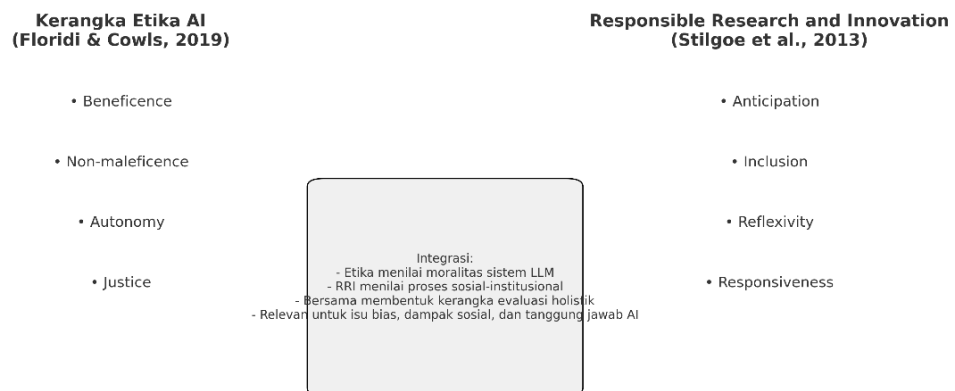 Kerangka Etika AI
(Floridi & Cowls, 2019)
• Beneficence
• Non-maleficence
• Autonomy
• Justice
Responsible Research and Innovation
(Stilgoe et al., 2013)
• Anticipation
• Inclusion
• Reflexivity
• Responsiveness
Integrasi:
- Etika menilai moralitas sistem LLM
- RRI menilai proses sosial-institusional
- Bersama membentuk kerangka evaluasi holistik
- Relevan untuk isu bias, dampak sosial, dan tanggung jawab AI